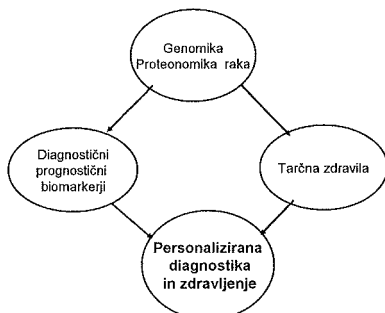 Genomika
Proteonomika raka
Diagnostični
prognostični
biomarkerji
Tarčna zdravila
Personalizirana
diagnostika
in zdravljenje